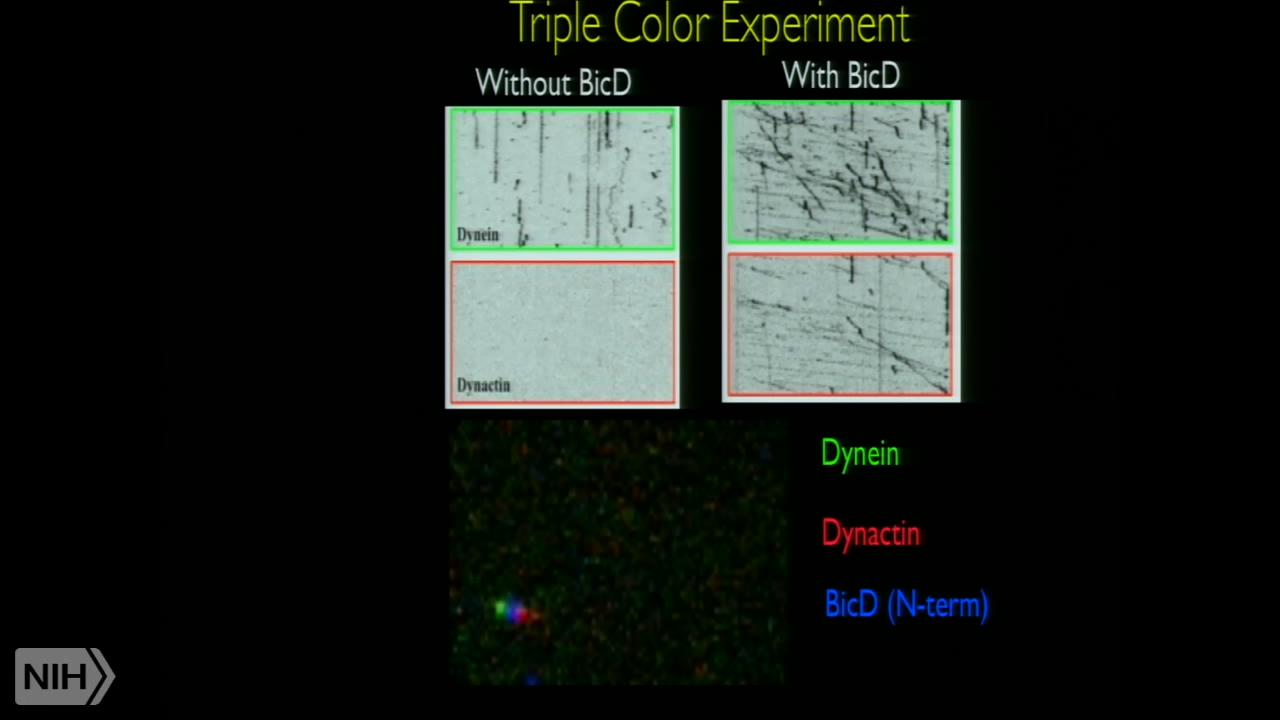 Triple Color Experiment
Without BicD
With BicD
Dynein
Dynactin
Dynein
Dynactin
BicD (N-term)
NIH